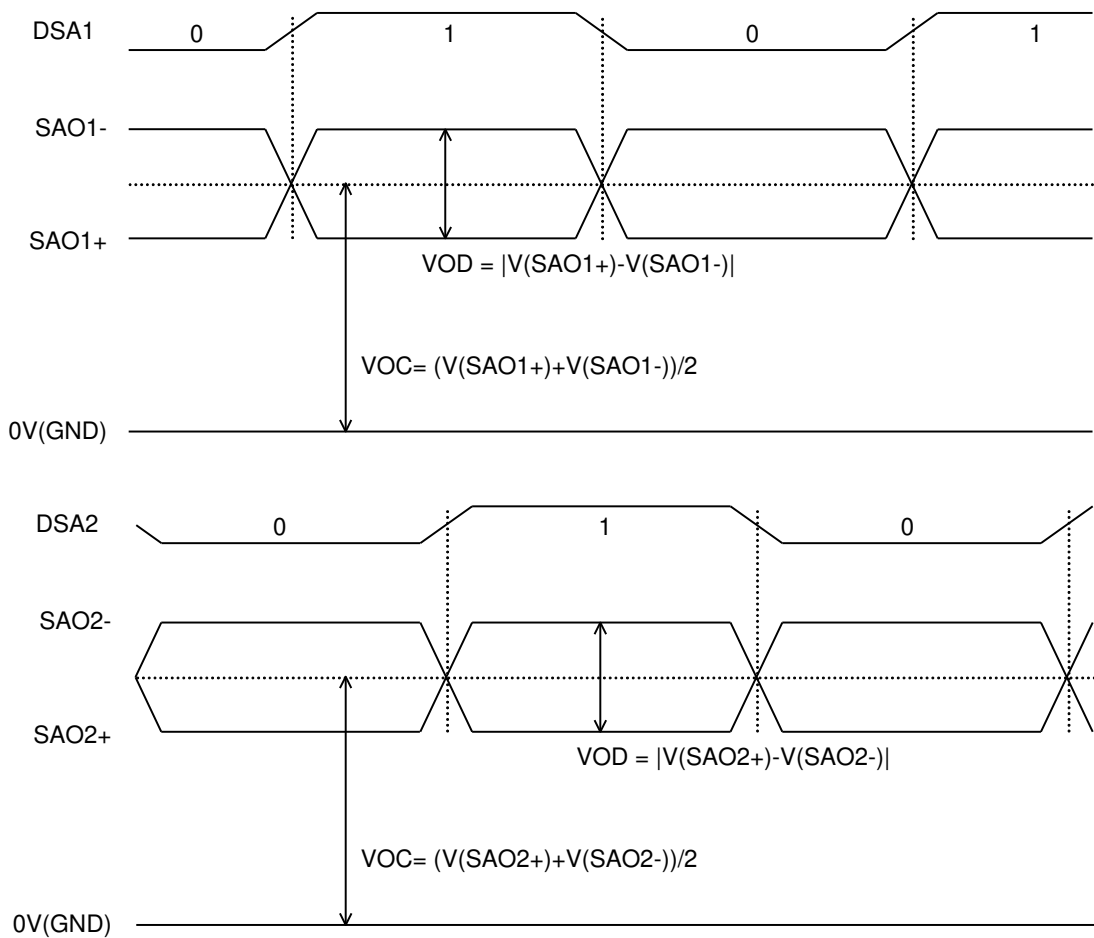 DSA1 0 1 0 1
SAO1-
SAO1+
VOD = |V(SAO1+)-V(SAO1-)|
VOC= (V(SAO1+)+V(SAO1-))/2
0V(GND)
DSA2 0 1 0
SAO2-
SAO2+
VOD = |V(SAO2+)-V(SAO2-)|
VOC= (V(SAO2+)+V(SAO2-))/2
0V(GND)